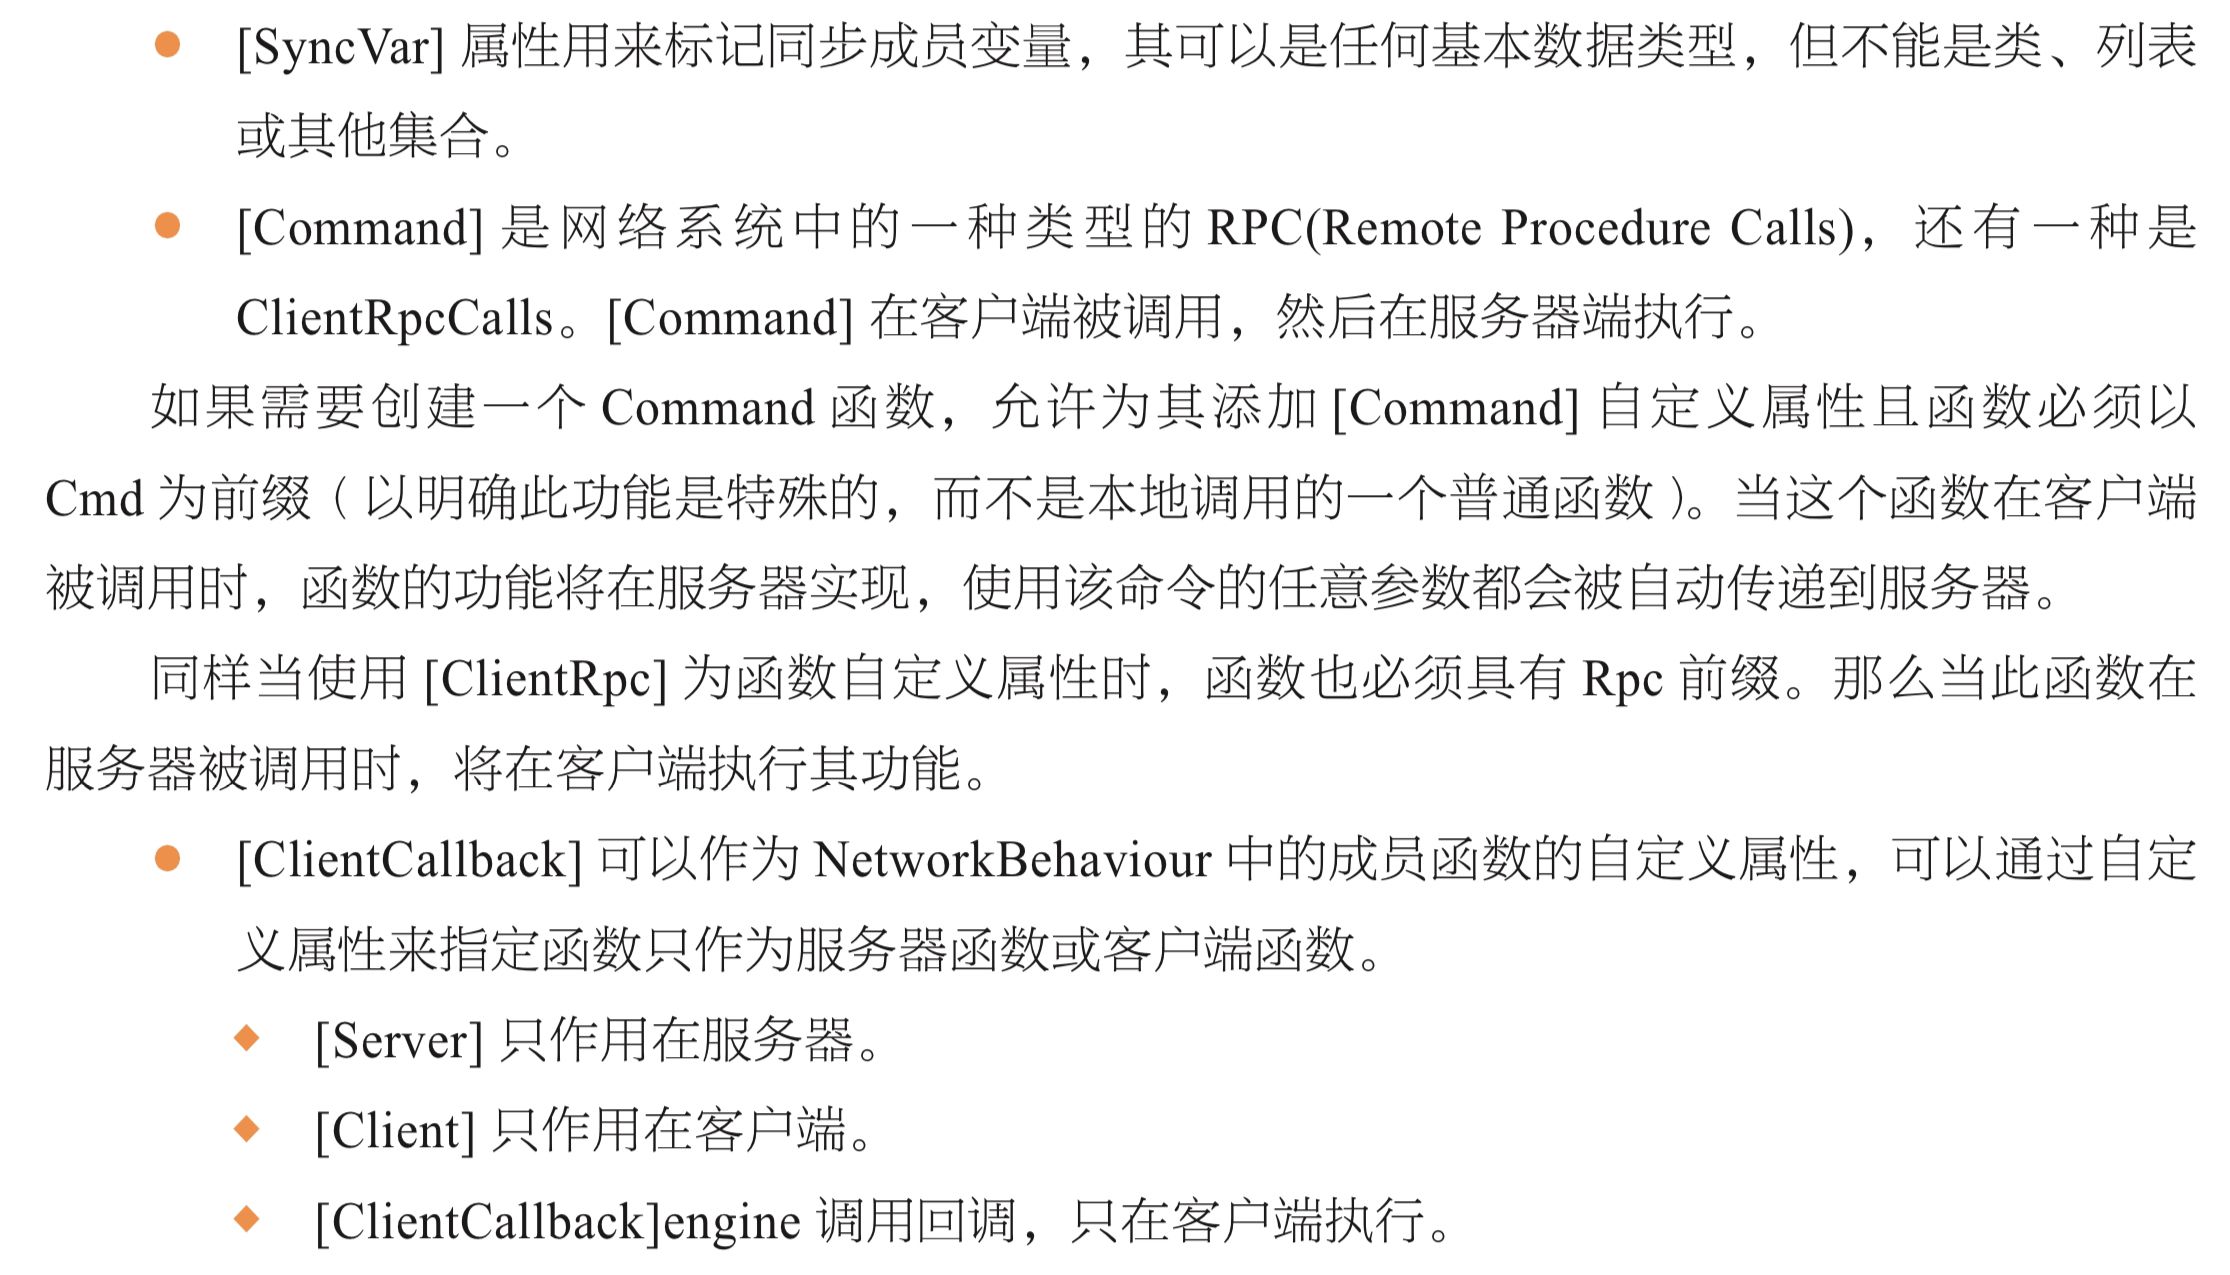 [SyncVar] 属性用来标记同步成员变量，其可以是任何基本数据类型，但不能是类、列表
或其他集合。
[Command] 是网络系统中的一种类型的 RPC(Remote Procedure Calls)，还有一种是
ClientRpcCalls。[Command] 在客户端被调用，然后在服务器端执行。
如果需要创建一个 Command 函数，允许为其添加 [Command] 自定义属性且函数必须以
Cmd 为前缀（以明确此功能是特殊的，而不是本地调用的一个普通函数）。当这个函数在客户端
被调用时，函数的功能将在服务器实现，使用该命令的任意参数都会被自动传递到服务器。
同样当使用 [ClientRpc] 为函数自定义属性时，函数也必须具有 Rpc 前缀。那么当此函数在
服务器被调用时，将在客户端执行其功能。
[ClientCallback] 可以作为 NetworkBehaviour 中的成员函数的自定义属性，可以通过自定
义属性来指定函数只作为服务器函数或客户端函数。
[Server] 只作用在服务器。
[Client] 只作用在客户端。
[ClientCallback]engine 调用回调，只在客户端执行。